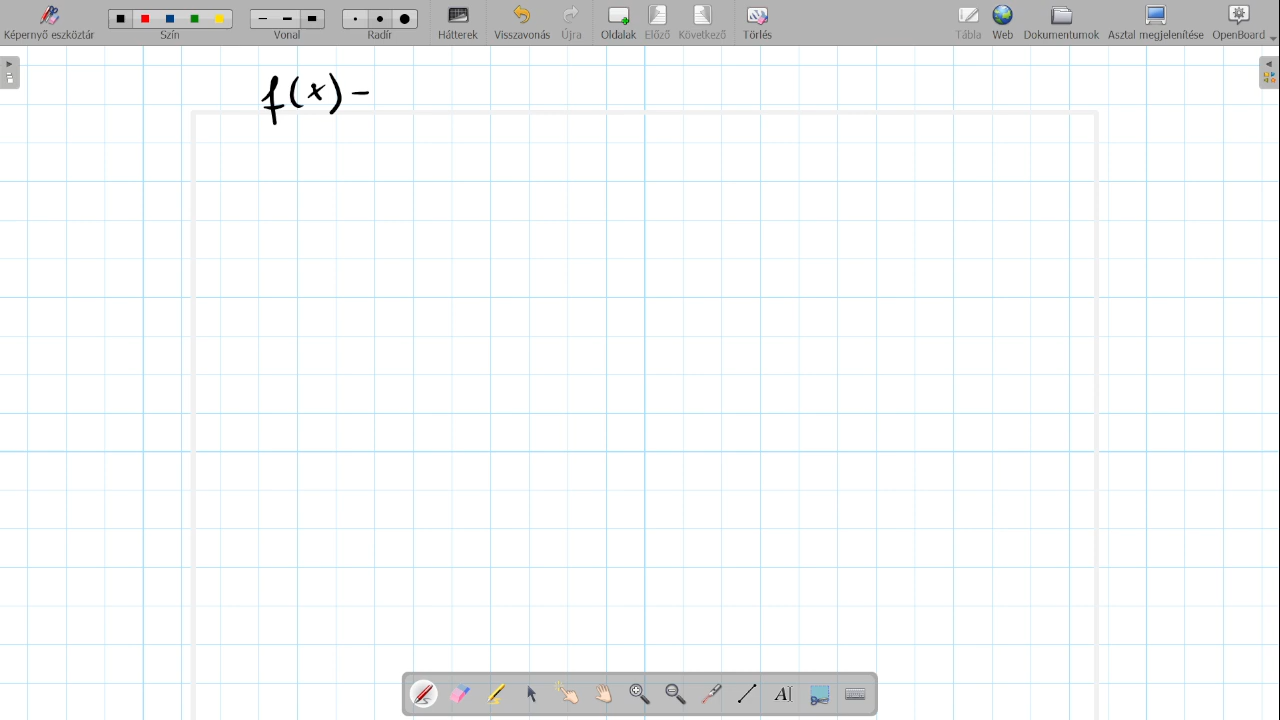 Képernyő eszköztár Szín Vonal Radír Hátterek Visszavonás Újra Oldalak Előző Következő Törlés Tábla Web Dokumentumok Asztal megjelenítése OpenBoard
f(x) -
A